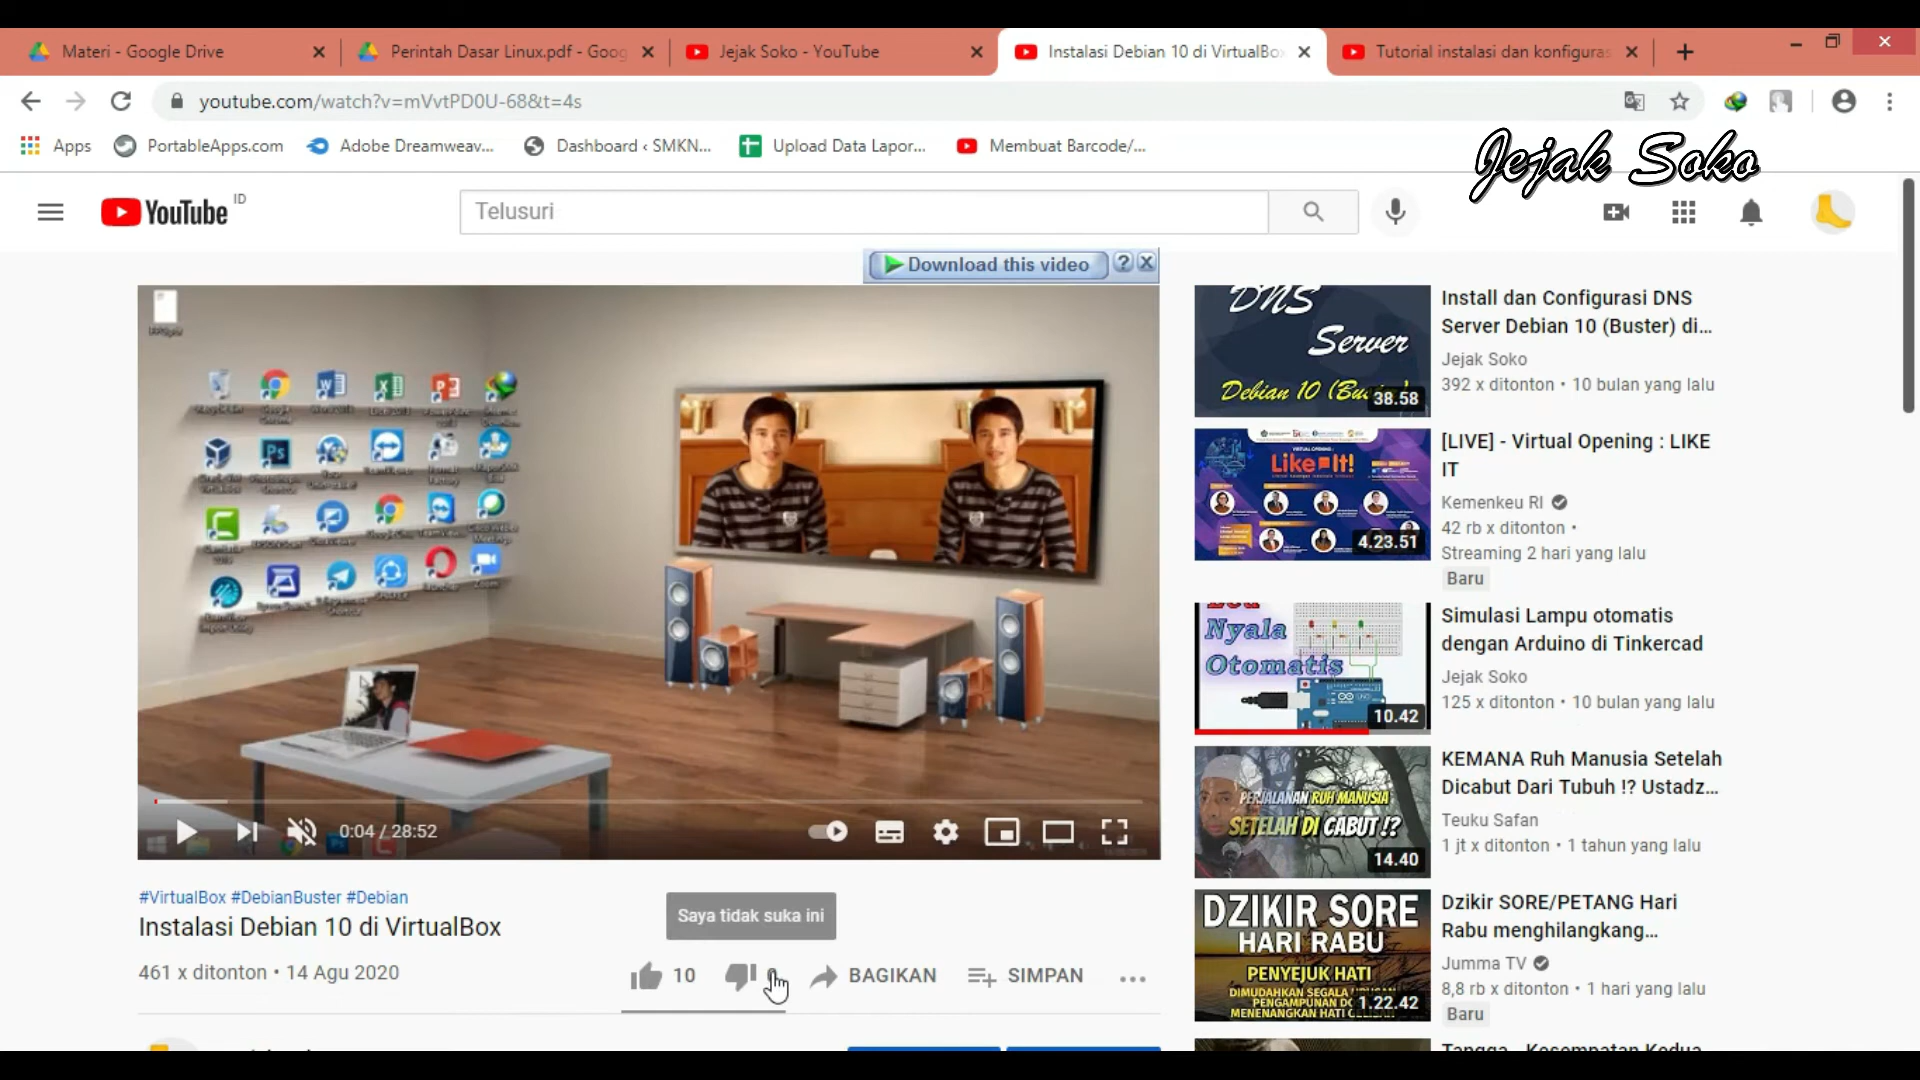 Materi - Google Drive
Perintah Dasar Linux.pdf - Goog
Jejak Soko - YouTube
Instalasi Debian 10 di VirtualBo
Tutorial instalasi dan konfiguras
youtube.com/watch?v=mVvtPD0U-68&t=4s
Apps
PortableApps.com
Adobe Dreamweav...
Dashboard ‹ SMKN...
Upload Data Lapor...
Membuat Barcode/...
Jejak Soko
YouTube ID
Telusuri
Download this video
DNS
Server
Debian 10
38.58
Install dan Configurasi DNS
Server Debian 10 (Buster) di...
Jejak Soko
392 x ditonton • 10 bulan yang lalu
Like It!
4.23.51
[LIVE] - Virtual Opening : LIKE
IT
Kemenkeu RI
42 rb x ditonton •
Streaming 2 hari yang lalu
Baru
Nyala
Otomatis
10.42
Simulasi Lampu otomatis
dengan Arduino di Tinkercad
Jejak Soko
125 x ditonton • 10 bulan yang lalu
PERJALANAN RUH MANUSIA
SETELAH DI CABUT !?
14.40
KEMANA Ruh Manusia Setelah
Dicabut Dari Tubuh !? Ustadz...
Teuku Safan
1 jt x ditonton • 1 tahun yang lalu
0:04 / 28:52
#VirtualBox #DebianBuster #Debian
Instalasi Debian 10 di VirtualBox
461 x ditonton • 14 Agu 2020
Saya tidak suka ini
10
BAGIKAN
SIMPAN
DZIKIR SORE
HARI RABU
PENYEJUK HATI
1.22.42
Dzikir SORE/PETANG Hari
Rabu menghilangkang...
Jumma TV
8,8 rb x ditonton • 1 hari yang lalu
Baru